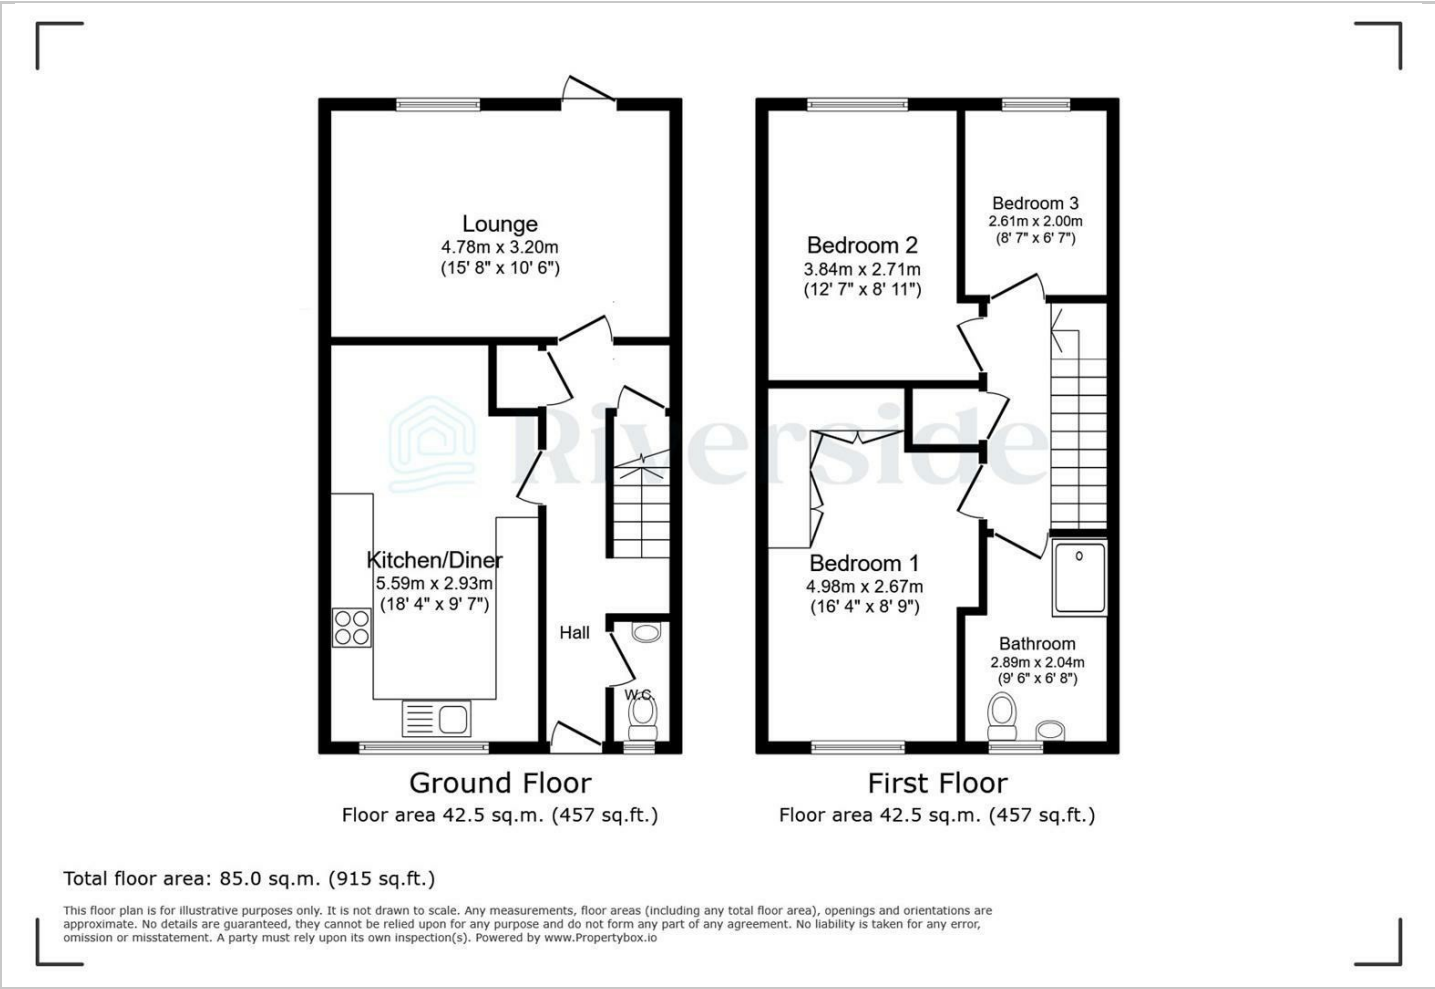 Lounge
4.78m x 3.20m
(15' 8" x 10' 6")
Kitchen/Diner
5.59m x 2.93m
(18' 4" x 9' 7")
Hall
W.C.
Bedroom 2
3.84m x 2.71m
(12' 7" x 8' 11")
Bedroom 3
2.61m x 2.00m
(8' 7" x 6' 7")
Bedroom 1
4.98m x 2.67m
(16' 4" x 8' 9")
Bathroom
2.89m x 2.04m
(9' 6" x 6' 8")
Riverside
Ground Floor
Floor area 42.5 sq.m. (457 sq.ft.)
First Floor
Floor area 42.5 sq.m. (457 sq.ft.)
Total floor area: 85.0 sq.m. (915 sq.ft.)
This floor plan is for illustrative purposes only. It is not drawn to scale. Any measurements, floor areas (including any total floor area), openings and orientations are
approximate. No details are guaranteed, they cannot be relied upon for any purpose and do not form any part of any agreement. No liability is taken for any error,
omission or misstatement. A party must rely upon its own inspection(s). Powered by www.Propertybox.io